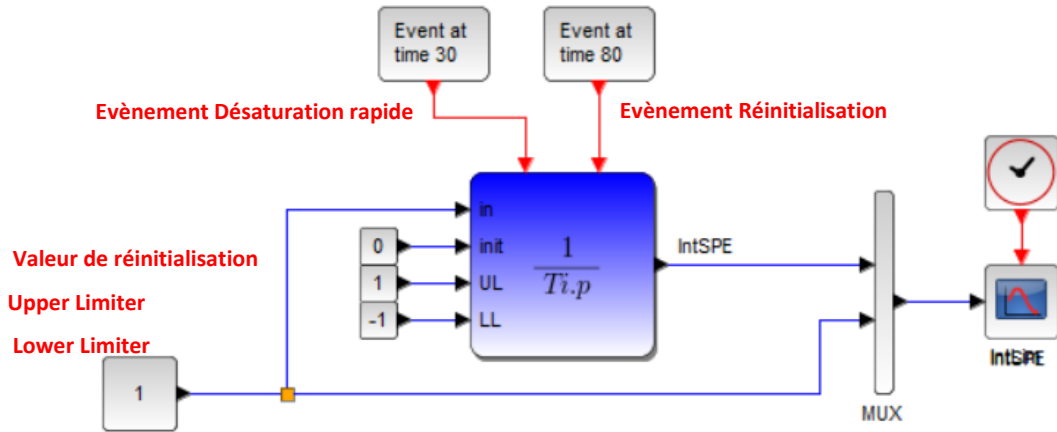 Event at
time 30
Event at
time 80
Evènement Désaturation rapide
Evènement Réinitialisation
in
Valeur de réinitialisation
0
init
1
Ti.p
IntSPE
Upper Limiter
1
UL
Lower Limiter
-1
LL
1
MUX